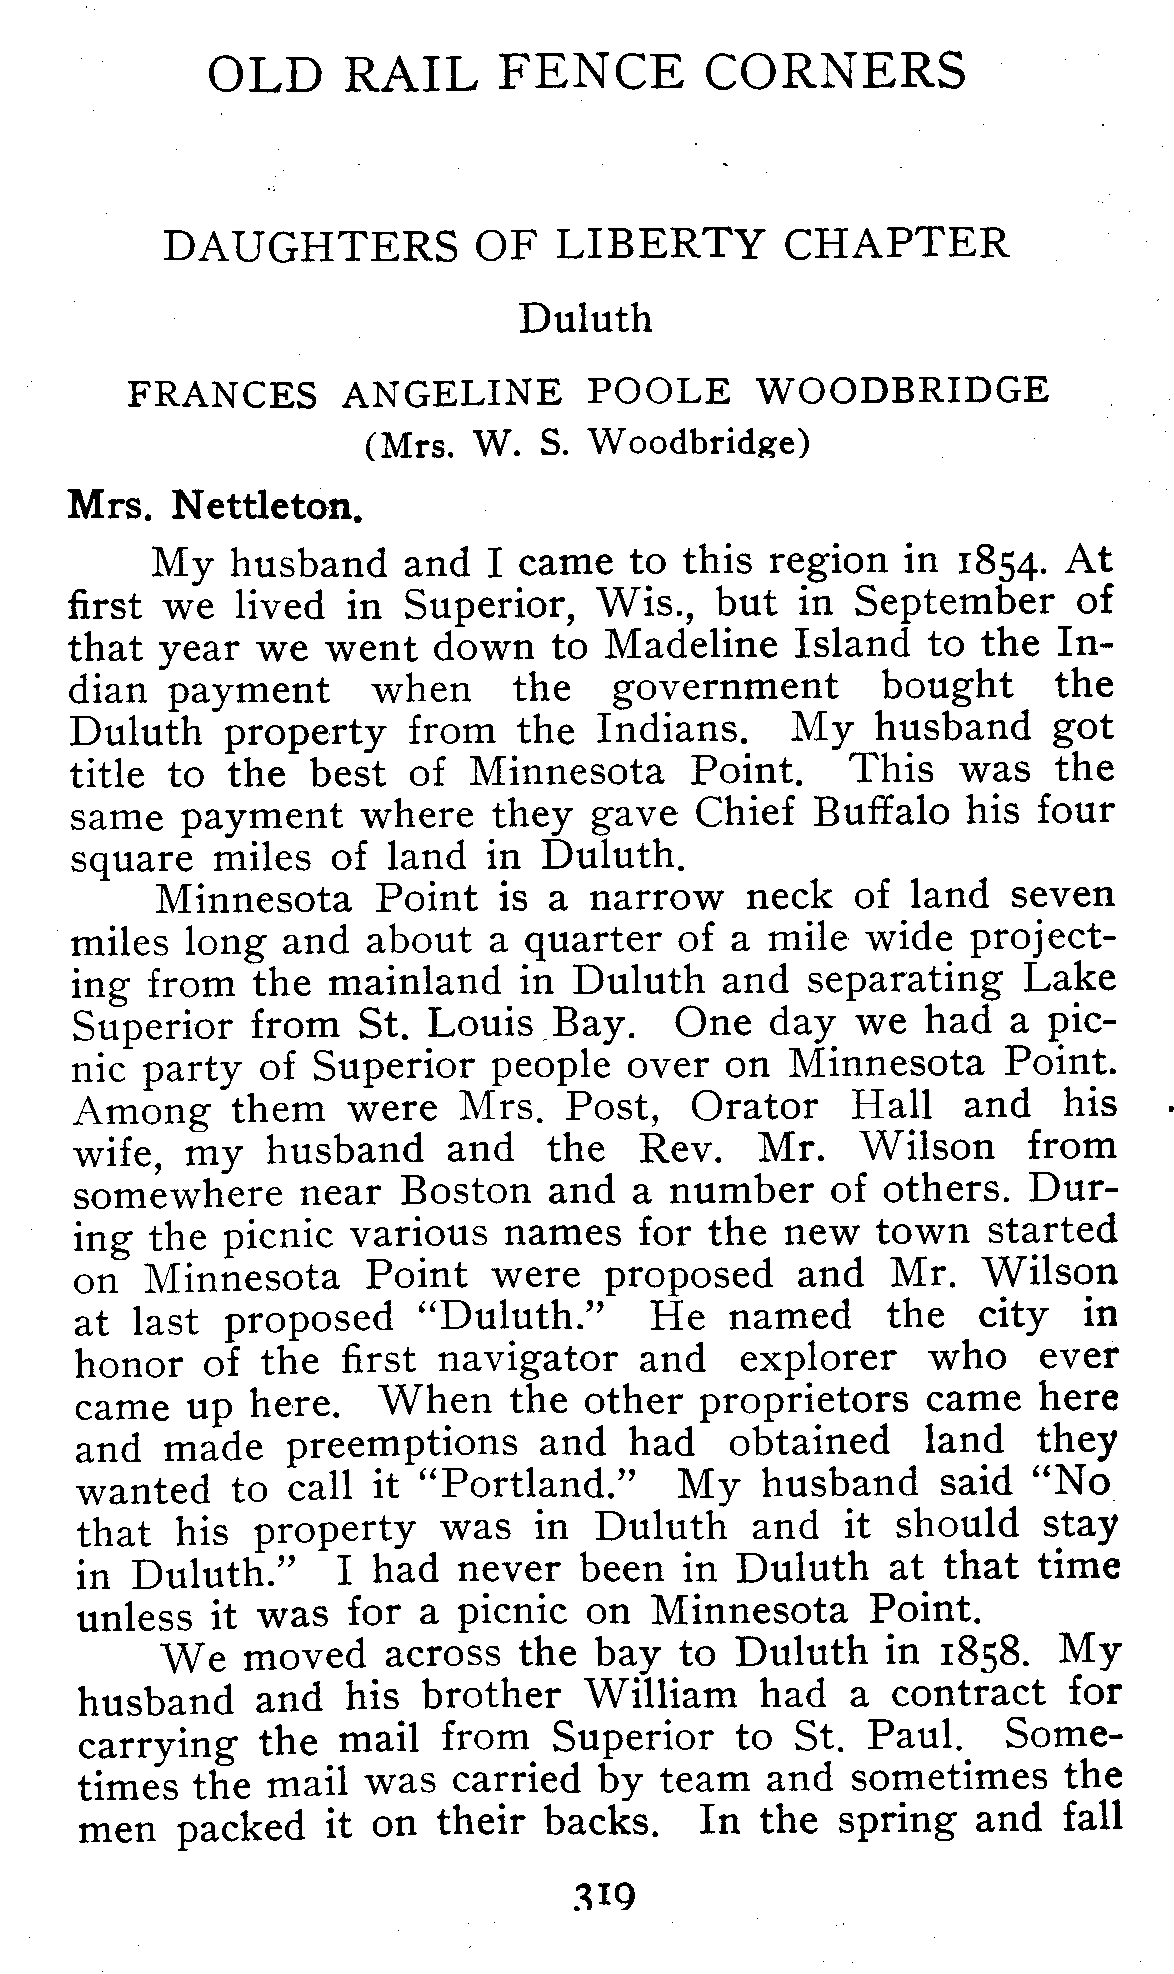 OLD RAIL FENCE CORNERS
DAUGHTERS OF LIBERTY CHAPTER
Duluth
FRANCES ANGELINE POOLE WOODBRIDGE
(Mrs. W. S. Woodbridge)
Mrs. Nettleton.
My husband and I came to this region in 1854. At
first we lived in Superior, Wis., but in September of
that year we went down to Madeline Island to the In-
dian payment when the government bought the
Duluth property from the Indians. My husband got
title to the best of Minnesota Point. This was the
same payment where they gave Chief Buffalo his four
square miles of land in Duluth.
Minnesota Point is a narrow neck of land seven
miles long and about a quarter of a mile wide project-
ing from the mainland in Duluth and separating Lake
Superior from St. Louis Bay. One day we had a pic-
nic party of Superior people over on Minnesota Point.
Among them were Mrs. Post, Orator Hall and his
wife, my husband and the Rev. Mr. Wilson from
somewhere near Boston and a number of others. Dur-
ing the picnic various names for the new town started
on Minnesota Point were proposed and Mr. Wilson
at last proposed “Duluth.” He named the city in
honor of the first navigator and explorer who ever
came up here. When the other proprietors came here
and made preemptions and had obtained land they
wanted to call it “Portland.” My husband said “No
that his property was in Duluth and it should stay
in Duluth.” I had never been in Duluth at that time
unless it was for a picnic on Minnesota Point.
We moved across the bay to Duluth in 1858. My
husband and his brother William had a contract for
carrying the mail from Superior to St. Paul. Some-
times the mail was carried by team and sometimes the
men packed it on their backs. In the spring and fall
319